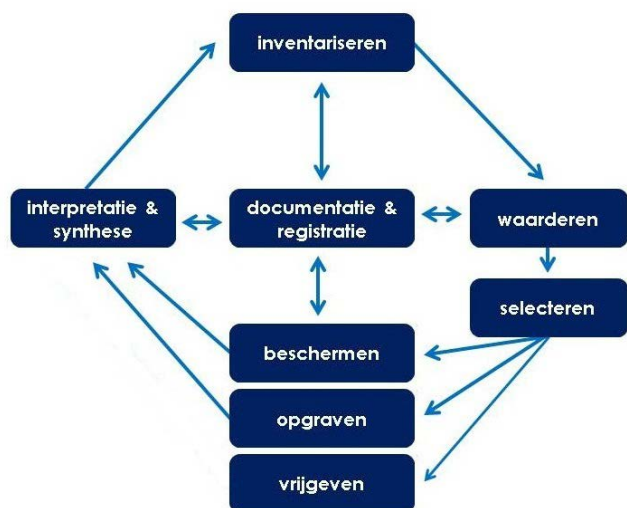 inventariseren
interpretatie &
synthese
documentatie &
registratie
waarderen
selecteren
beschermen
opgraven
vrijgeven